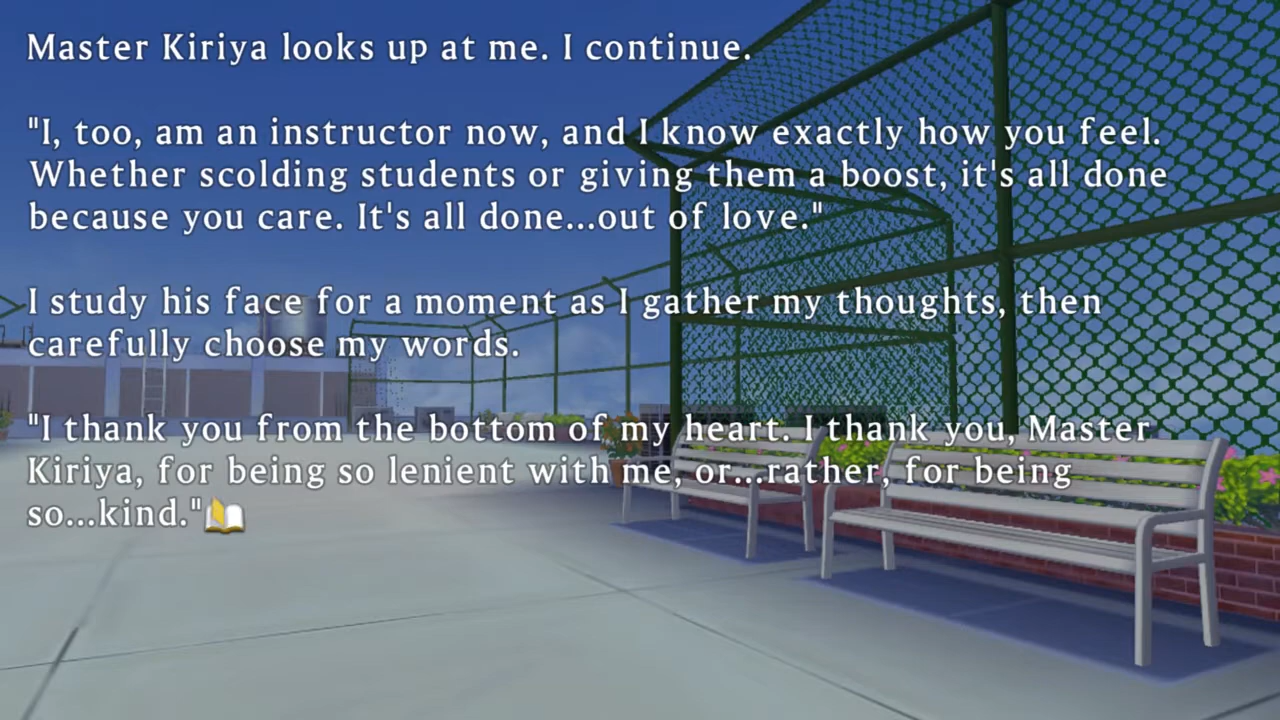 Master Kiriya looks up at me. I continue.
"I, too, am an instructor now, and I know exactly how you feel.
Whether scolding students or giving them a boost, it's all done
because you care. It's all done...out of love."
I study his face for a moment as I gather my thoughts, then
carefully choose my words.
"I thank you from the bottom of my heart. I thank you, Master
Kiriya, for being so lenient with me, or...rather, for being
so...kind."